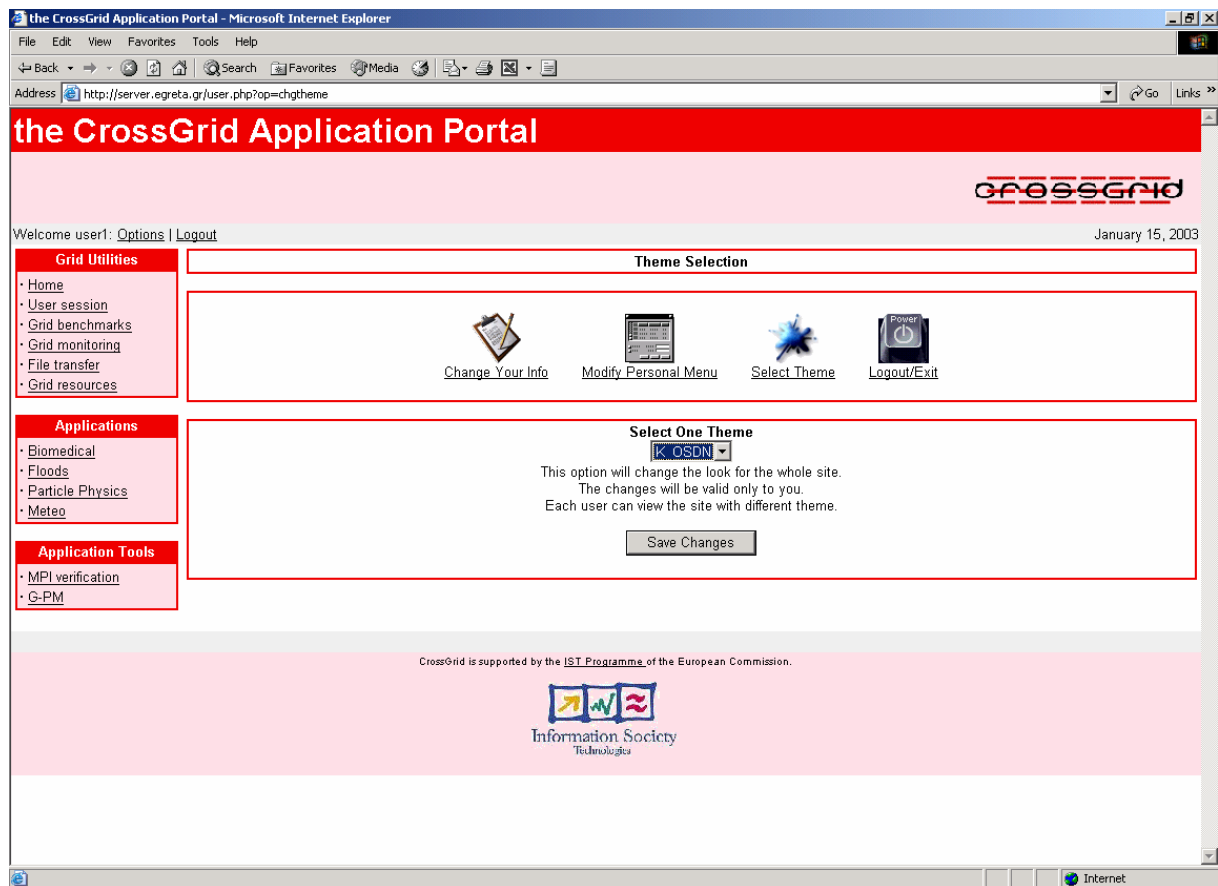 the CrossGrid Application Portal - Microsoft Internet Explorer
File Edit View Favorites Tools Help
Back Search Favorites Media
Address http://server.egreta.gr/user.php?op=chgtheme Go Links »
the CrossGrid Application Portal
crossGrid
Welcome user1: Options | Logout January 15, 2003
Grid Utilities
· Home
· User session
· Grid benchmarks
· Grid monitoring
· File transfer
· Grid resources
Applications
· Biomedical
· Floods
· Particle Physics
· Meteo
Application Tools
· MPI verification
· G-PM
Theme Selection
Power
Change Your Info Modify Personal Menu Select Theme Logout/Exit
Select One Theme
K_OSDN
This option will change the look for the whole site.
The changes will be valid only to you.
Each user can view the site with different theme.
Save Changes
CrossGrid is supported by the IST Programme of the European Commission.
Information Society
Technologies
Internet